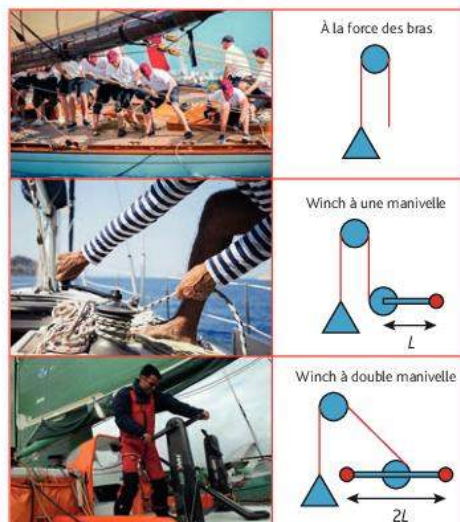 À la force des bras
Winch à une manivelle
L
Winch à double manivelle
2L